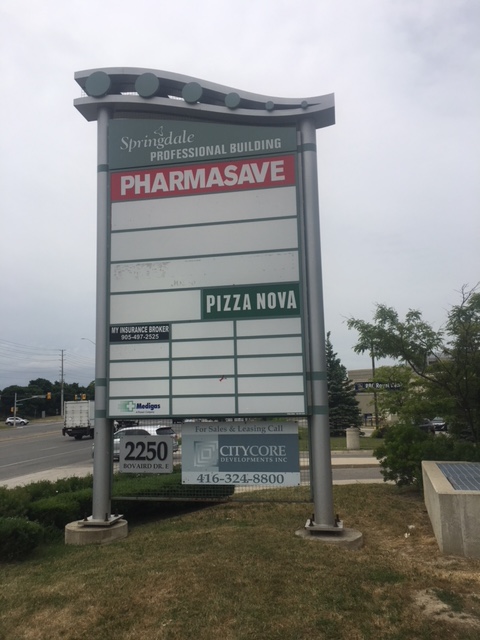 Springdale
PROFESSIONAL BUILDING
PHARMASAVE
PIZZA NOVA
MY INSURANCE BROKER
905-497-2525
Medigas
2250
BOVAIRD DR. E
For Sales & Leasing Call
CITYCORE
DEVELOPMENTS INC
416-324-8800